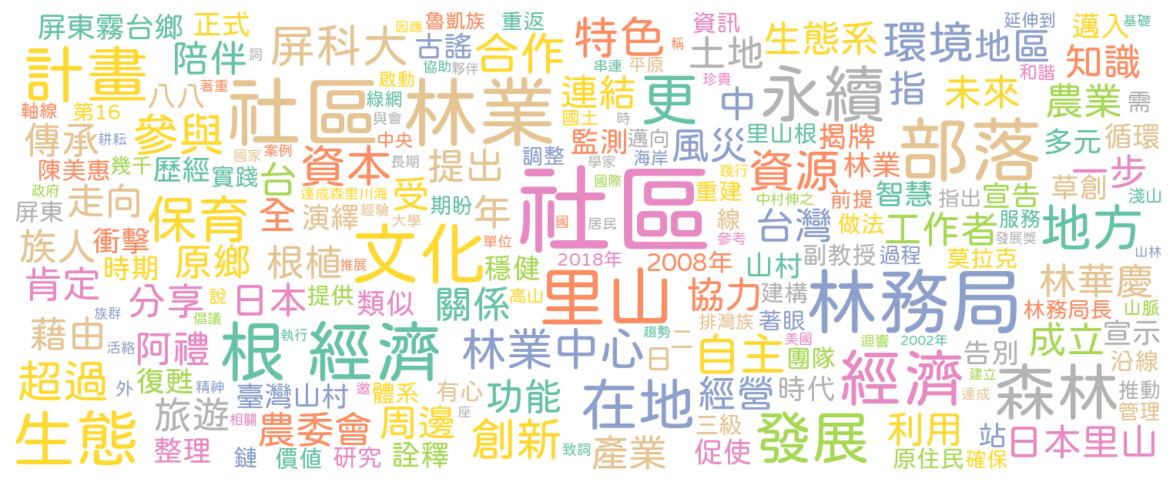 屏東霧台鄉 正式 因應 魯凱族 重返 特色 資訊 生態系 環境 地區 延伸到 邁入 基礎
計畫 陪伴 詞 屏科大 古謠 合作 串連 平原 土地 稱 指 和諧 知識
著重 八八 社區林業 啟動 協助 夥伴 綠網 與會 連結 更 珍貴 中 永續 未來 農業 需
軸線 第16 參與 耕耘 中央 國土 時 監測 邁向 風災 里山根 揭牌 部落 多元 循環
傳承 陳美惠 幾千 歷經 國家 案例 實踐 資本 長期 提出 調整 學家 海岸 資源 林業 一步
政府 屏東 走向 保育 台 全 達成森里川海 演繹 經驗 受 大學 期盼 年 社區 國際 踐行 重建 中村伸之 前提 智慧 指出 宣告 草創 淺山
族人 衝擊 時期 原鄉 根植 文化 推展 單位 穩健 國 居民 線 參考 台灣 做法 工作者 服務 發展獎 地方 山林
肯定 分享 說 日本 提供 類似 關係 高山 里山 2018年 2008年 協力 山村 建構 副教授 過程 莫拉克 林華慶
藉由 族群 倡議 阿禮 根經濟 執行 林業中心 趨勢 日 一 排灣族 著眼 自主 美國 團隊 林務局 迴響 2002年 林務局長 山脈 成立 宣示
超過 活絡 外 復甦 精神 臺灣山村 邀 體系 有心 功能 在地 經營 時代 經濟 建立 告別 達成 森林 沿線 推動
生態 旅遊 整理 相關 鏈 農委會 價值 研究 周邊 詮釋 座 創新 致詞 產業 三級 促使 發展 利用 原住民 站 確保 日本里山 管理